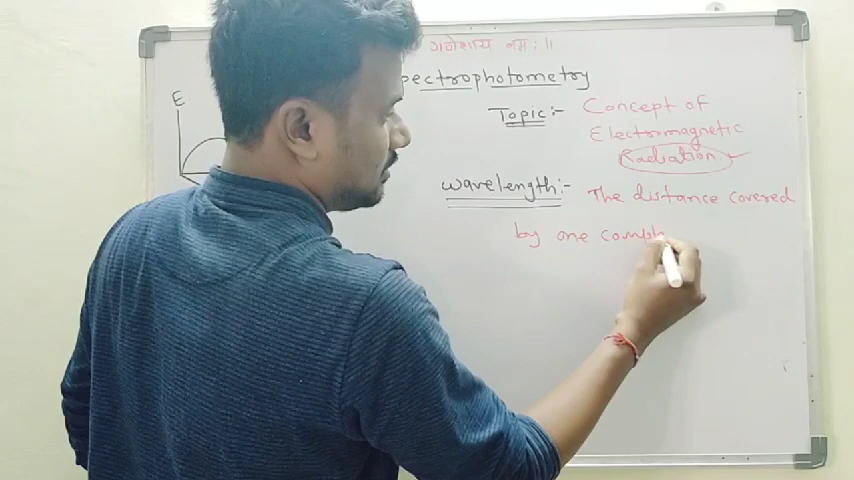 गणेशाय नमः ॥
pectrophotometry
E
Topic:- Concept of
Electromagnetic
Radiation
Wavelength:- The distance covered
by one comple